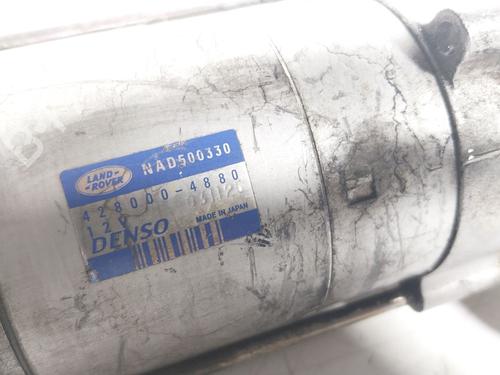 NAD500330
LAND-
ROVER
428000-4880
12V
DENSO
MADE IN JAPAN